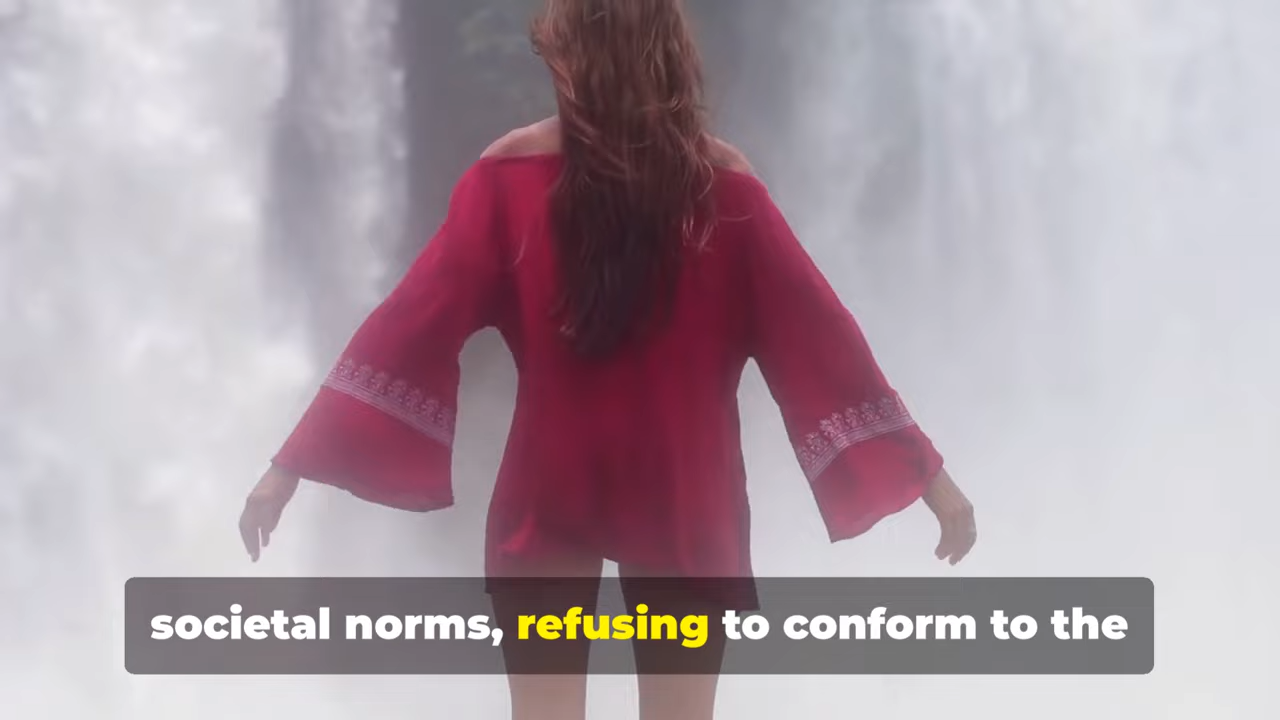 societal norms, refusing to conform to the